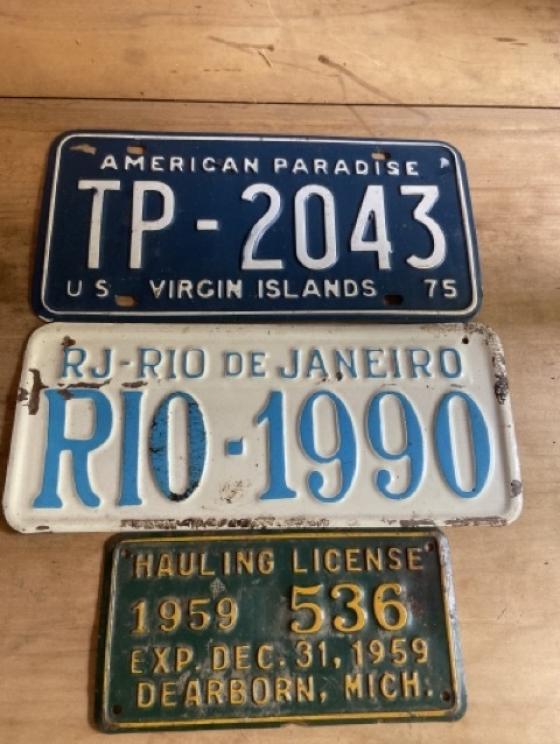 AMERICAN PARADISE
TP-2043
US VIRGIN ISLANDS 75
RJ-RIO DE JANEIRO
RIO-1990
HAULING LICENSE
1959 536
EXP. DEC. 31, 1959
DEARBORN, MICH.